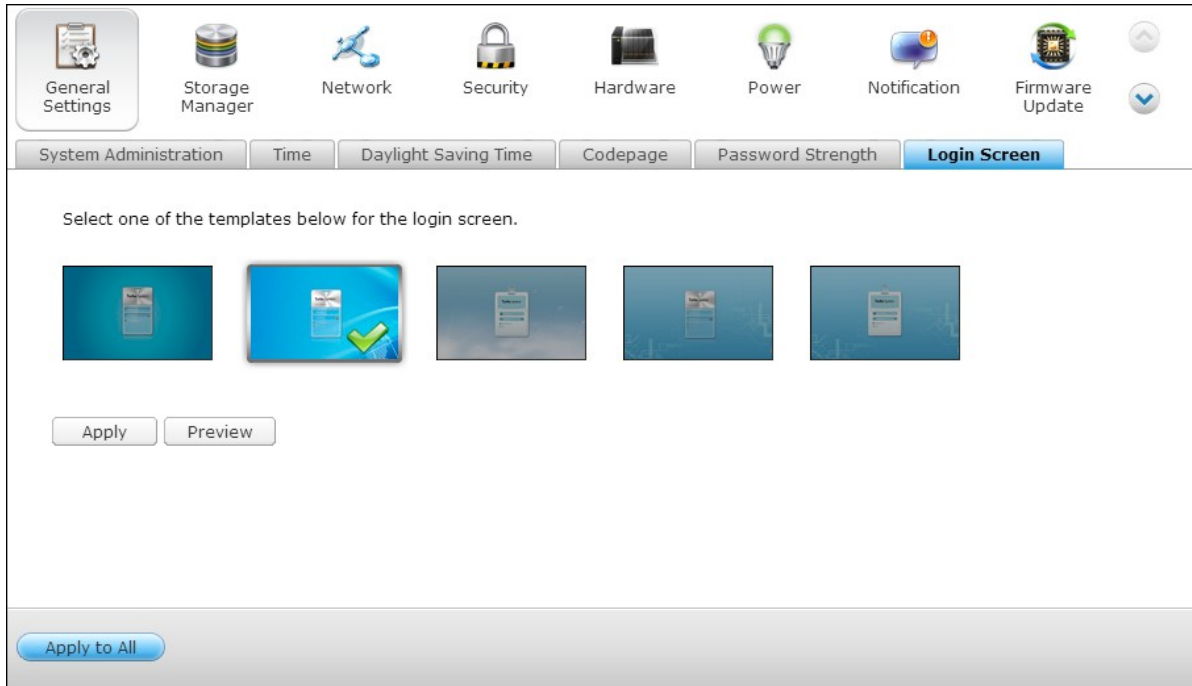 General
Settings
Storage
Manager
Network
Security
Hardware
Power
Notification
Firmware
Update
System Administration
Time
Daylight Saving Time
Codepage
Password Strength
Login Screen
Select one of the templates below for the login screen.
Apply
Preview
Apply to All